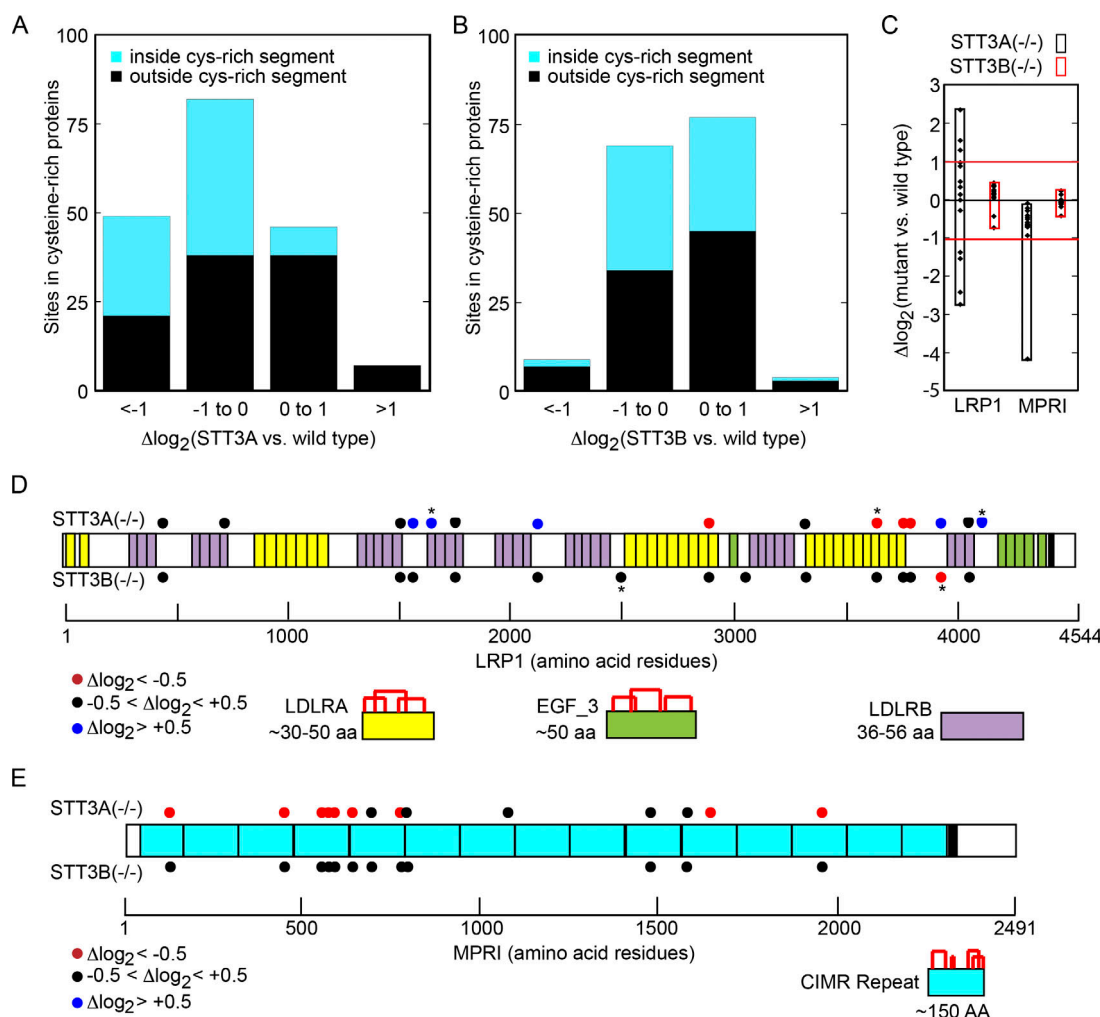 A
100
75
50
25
0
Sites in cysteine-rich proteins
inside cys-rich segment
outside cys-rich segment
<-1
-1 to 0
0 to 1
>1
Δlog2(STT3A vs. wild type)
B
100
75
50
25
0
Sites in cysteine-rich proteins
inside cys-rich segment
outside cys-rich segment
<-1
-1 to 0
0 to 1
>1
Δlog2(STT3B vs. wild type)
C
STT3A(-/-)
STT3B(-/-)
3
2
1
0
-1
-2
-3
-4
-5
Δlog2(mutant vs. wild type)
LRP1 MPRI
D
STT3A(-/-)
* * *
STT3B(-/-)
* *
1 1000 2000 3000 4000 4544
LRP1 (amino acid residues)
Δlog2 < -0.5
-0.5 < Δlog2 < +0.5
Δlog2 > +0.5
LDLRA
~30-50 aa
EGF_3
~50 aa
LDLRB
36-56 aa
E
STT3A(-/-)
STT3B(-/-)
1 500 1000 1500 2000 2491
MPRI (amino acid residues)
Δlog2 < -0.5
-0.5 < Δlog2 < +0.5
Δlog2 > +0.5
CIMR Repeat
~150 AA